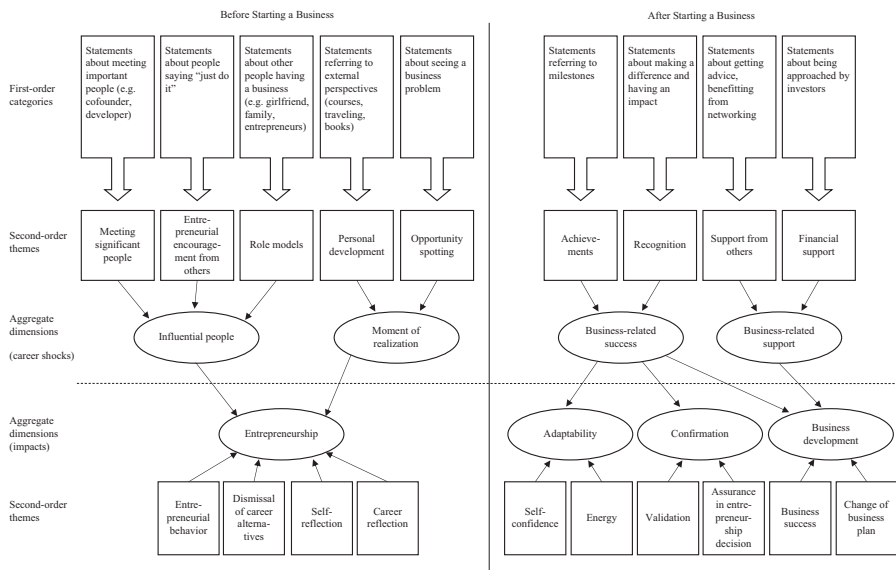 Before Starting a Business
After Starting a Business
First-order
categories
Statements
about meeting
important
people (e.g.
cofounder,
developer)
Statements
about people
saying “just do
it”
Statements
about other
people having
a business
(e.g. girlfriend,
family,
entrepreneurs)
Statements
referring to
external
perspectives
(courses,
traveling,
books)
Statements
about seeing a
business
problem
Statements
referring to
milestones
Statements
about making a
difference and
having an
impact
Statements
about getting
advice,
benefitting
from
networking
Statements
about being
approached by
investors
Second-order
themes
Meeting
significant
people
Entre-
preneurial
encourage-
ment from
others
Role models
Personal
development
Opportunity
spotting
Achieve-
ments
Recognition
Support from
others
Financial
support
Aggregate
dimensions
(career shocks)
Influential people
Moment of
realization
Business-related
success
Business-related
support
Aggregate
dimensions
(impacts)
Entrepreneurship
Adaptability
Confirmation
Business
development
Second-order
themes
Entre-
preneurial
behavior
Dismissal
of career
alterna-
tives
Self-
reflection
Career
reflection
Self-
confidence
Energy
Validation
Assurance
in entre-
preneur-
ship
decision
Business
success
Change of
business
plan